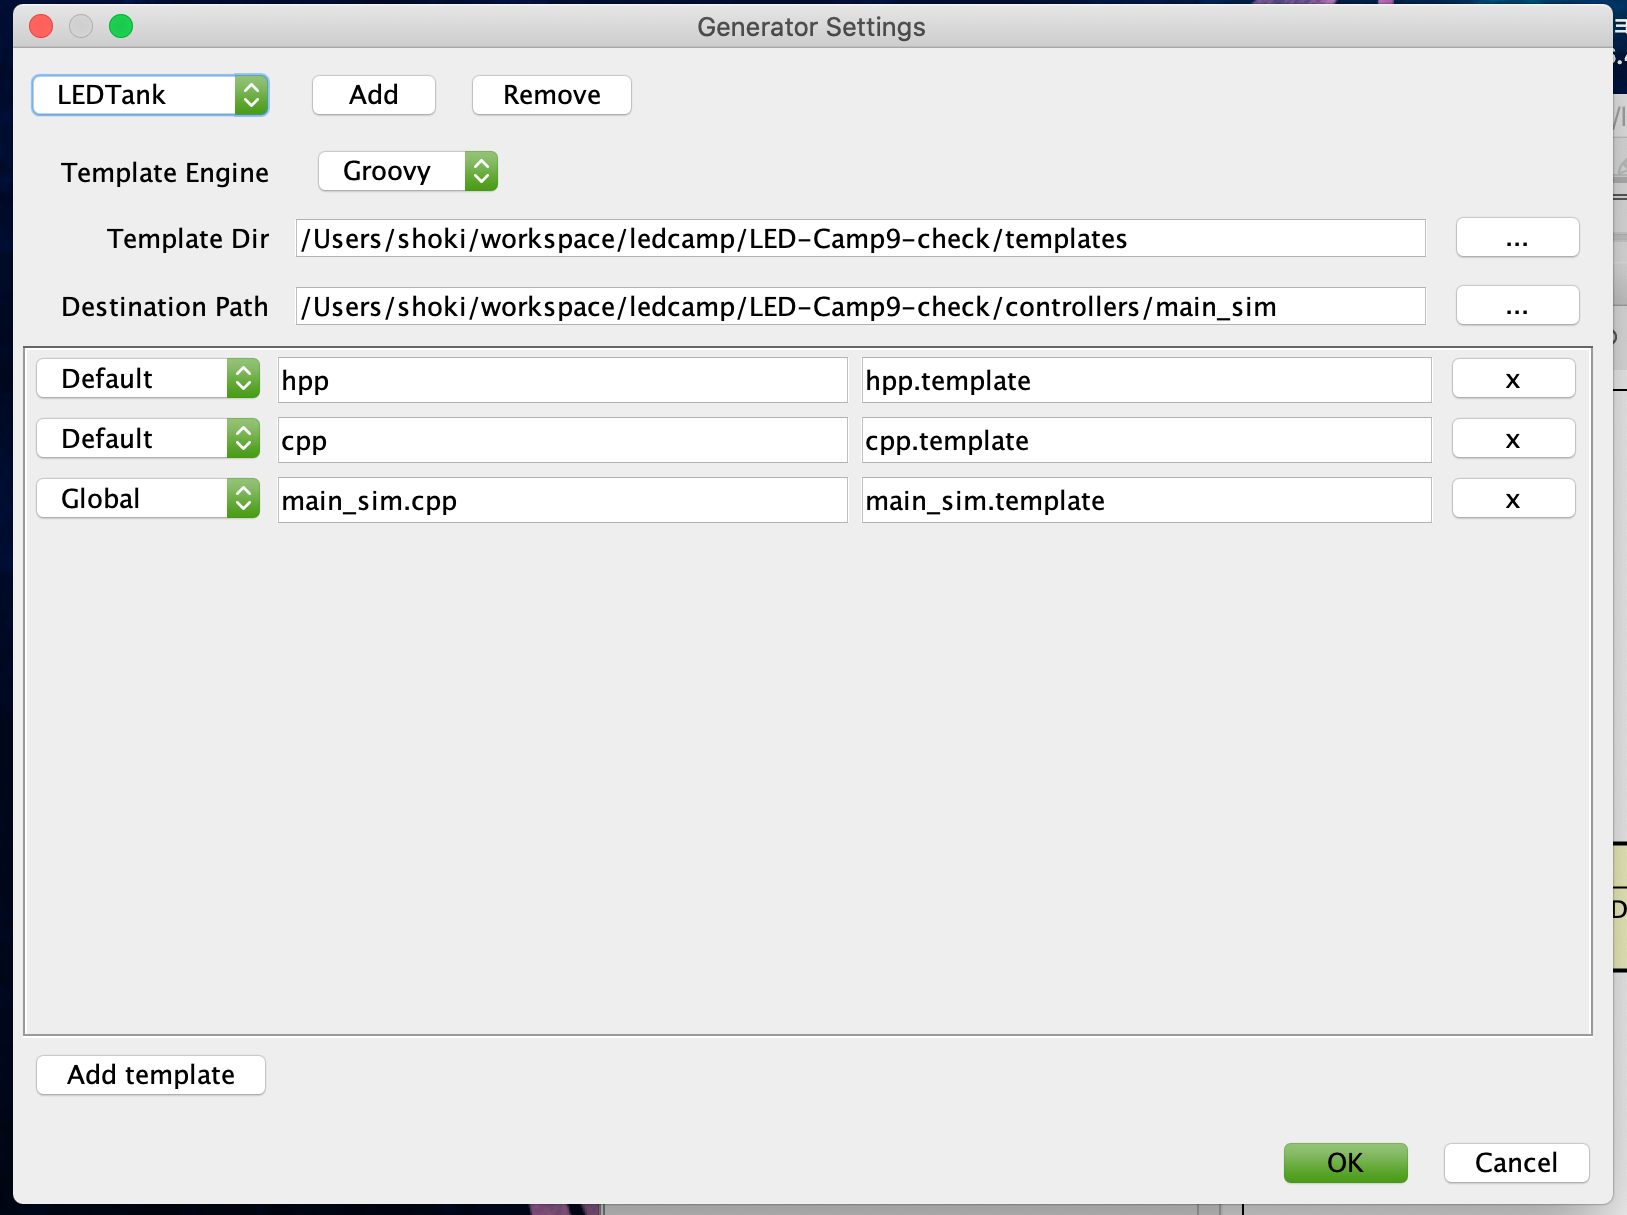 Generator Settings
LEDTank Add Remove
Template Engine Groovy
Template Dir /Users/shoki/workspace/ledcamp/LED-Camp9-check/templates ...
Destination Path /Users/shoki/workspace/ledcamp/LED-Camp9-check/controllers/main_sim ...
Default hpp hpp.template x
Default cpp cpp.template x
Global main_sim.cpp main_sim.template x
Add template
OK Cancel